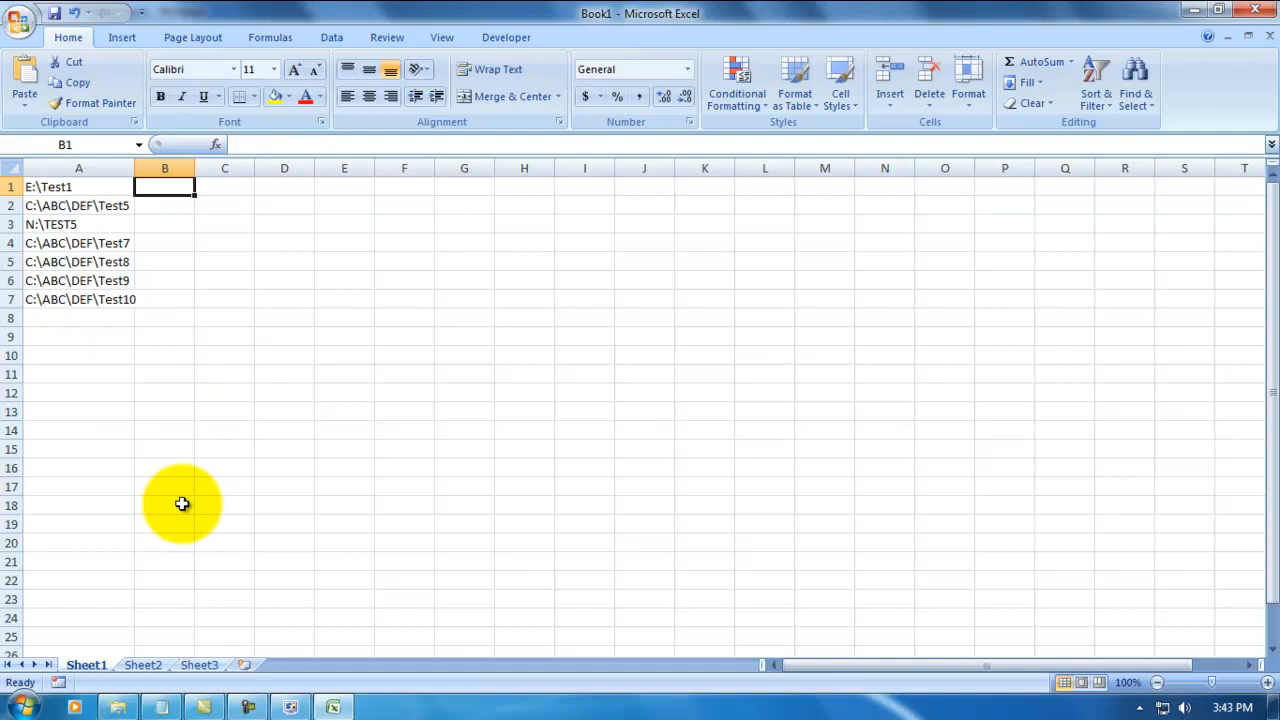 Book1 - Microsoft Excel
Home Insert Page Layout Formulas Data Review View Developer
Paste
Cut
Copy
Format Painter
Clipboard
Calibri 11
B I U
Font
Wrap Text
Merge & Center
Alignment
General
$ % ,
Number
Conditional Formatting
Format as Table
Cell Styles
Styles
Insert
Delete
Format
Cells
Σ AutoSum
Fill
Clear
Sort & Filter
Find & Select
Editing
B1 fx
A B C D E F G H I J K L M N O P Q R S T
1 E:\Test1
2 C:\ABC\DEF\Test5
3 N:\TEST5
4 C:\ABC\DEF\Test7
5 C:\ABC\DEF\Test8
6 C:\ABC\DEF\Test9
7 C:\ABC\DEF\Test10
8
9
10
11
12
13
14
15
16
17
18
19
20
21
22
23
24
25
26
Sheet1 Sheet2 Sheet3
Ready 100%
3:43 PM